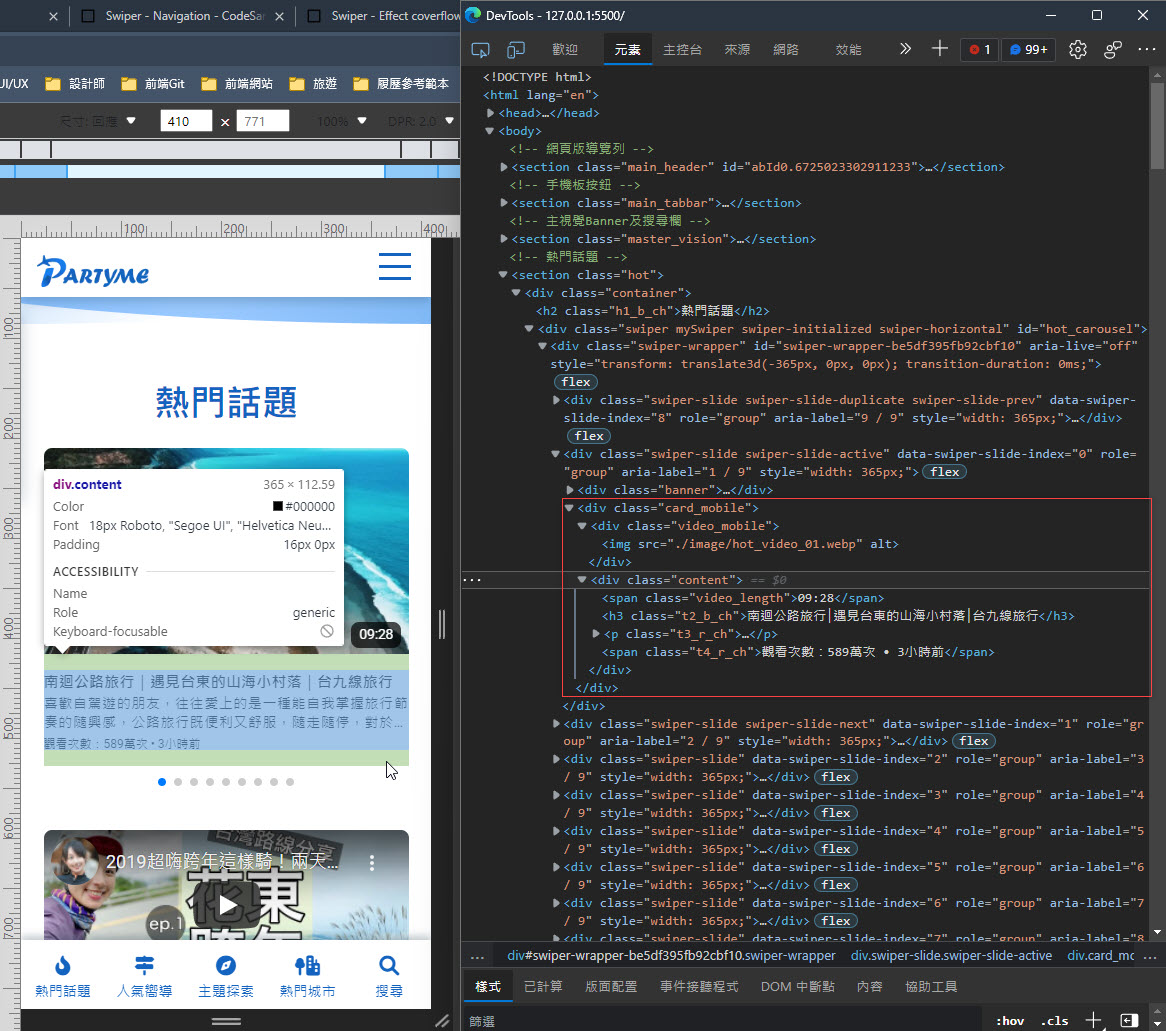 Swiper - Navigation - CodeSan
Swiper - Effect coverflow
DevTools - 127.0.0.1:5500/
歡迎 元素 主控台 來源 網路 效能
1 99+
UI/UX 設計師 前端Git 前端網站 旅遊 履歷參考範本
尺寸: 回應 410 × 771 100% DPR: 2.0
100 200 300 400
PARTYME
熱門話題
div.content 365 × 112.59
Color #000000
Font 18px Roboto, "Segoe UI", "Helvetica Neu...
Padding 16px 0px
ACCESSIBILITY
Name
Role generic
Keyboard-focusable
09:28
南迴公路旅行│遇見台東的山海小村落│台九線旅行
喜歡自駕遊的朋友，往往愛上的是一種能自我掌握旅行節
奏的隨興感，公路旅行既便利又舒服，隨走隨停，對於...
觀看次數：589萬次 • 3小時前
台灣路線分享
2019超嗨跨年這樣騎！兩天...
花東
跨年
ep.1
熱門話題 人氣嚮導 主題探索 熱門城市 搜尋
100
200
300
400
500
600
700
<!DOCTYPE html>
<html lang="en">
<head>…</head>
<body>
<!-- 網頁版導覽列 -->
<section class="main_header" id="abId0.6725023302911233">…</section>
<!-- 手機板按鈕 -->
<section class="main_tabbar">…</section>
<!-- 主視覺Banner及搜尋欄 -->
<section class="master_vision">…</section>
<!-- 熱門話題 -->
<section class="hot">
<div class="container">
<h2 class="h1_b_ch">熱門話題</h2>
<div class="swiper mySwiper swiper-initialized swiper-horizontal" id="hot_carousel">
<div class="swiper-wrapper" id="swiper-wrapper-be5df395fb92cbf10" aria-live="off"
style="transform: translate3d(-365px, 0px, 0px); transition-duration: 0ms;">
flex
<div class="swiper-slide swiper-slide-duplicate swiper-slide-prev" data-swiper-
slide-index="8" role="group" aria-label="9 / 9" style="width: 365px;">…</div>
flex
<div class="swiper-slide swiper-slide-active" data-swiper-slide-index="0" role=
"group" aria-label="1 / 9" style="width: 365px;"> flex
<div class="banner">…</div>
<div class="card_mobile">
<div class="video_mobile">
<img src="./image/hot_video_01.webp" alt>
</div>
<div class="content"> == $0
<span class="video_length">09:28</span>
<h3 class="t2_b_ch">南迴公路旅行│遇見台東的山海小村落│台九線旅行</h3>
<p class="t3_r_ch">…</p>
<span class="t4_r_ch">觀看次數：589萬次 • 3小時前</span>
</div>
</div>
</div>
<div class="swiper-slide swiper-slide-next" data-swiper-slide-index="1" role="gr
oup" aria-label="2 / 9" style="width: 365px;">…</div> flex
<div class="swiper-slide" data-swiper-slide-index="2" role="group" aria-label="3
/ 9" style="width: 365px;">…</div> flex
<div class="swiper-slide" data-swiper-slide-index="3" role="group" aria-label="4
/ 9" style="width: 365px;">…</div> flex
<div class="swiper-slide" data-swiper-slide-index="4" role="group" aria-label="5
/ 9" style="width: 365px;">…</div> flex
<div class="swiper-slide" data-swiper-slide-index="5" role="group" aria-label="6
/ 9" style="width: 365px;">…</div> flex
<div class="swiper-slide" data-swiper-slide-index="6" role="group" aria-label="7
/ 9" style="width: 365px;">…</div> flex
<div class="swiper-slide" data-swiper-slide-index="7" role="group" aria-label="8
… div#swiper-wrapper-be5df395fb92cbf10.swiper-wrapper div.swiper-slide.swiper-slide-active div.card_mo …
樣式 已計算 版面配置 事件接聽程式 DOM 中斷點 內容 協助工具
篩選 :hov .cls